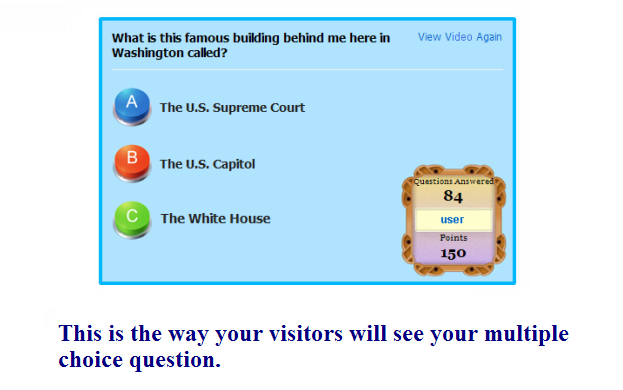 What is this famous building behind me here in
Washington called?
View Video Again
A
The U.S. Supreme Court
B
The U.S. Capitol
C
The White House
Questions Answered
84
user
Points
150
This is the way your visitors will see your multiple
choice question.